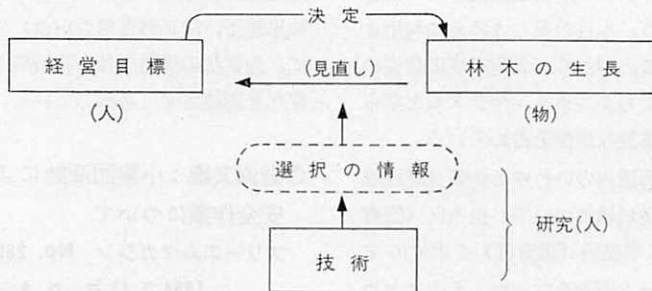 決定
経営目標
(見直し)
林木の生長
(人)
(物)
選択の情報
研究(人)
技術